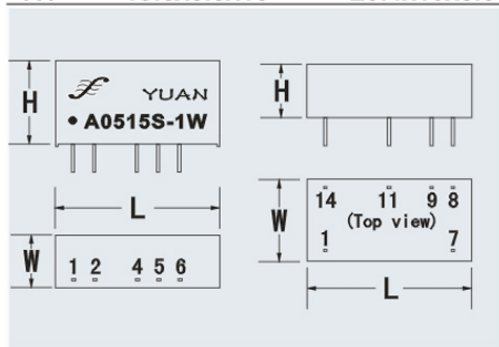 H
YUAN
A0515S-1W
L
W
1 2 4 5 6
H
W
14 11 9 8
(Top view)
1 7
L